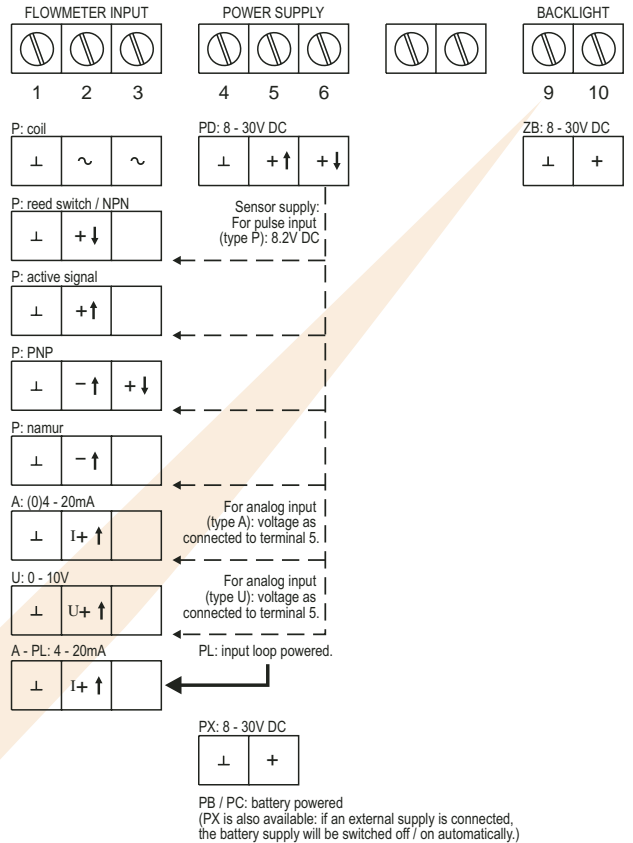 FLOWMETER INPUT POWER SUPPLY BACKLIGHT
1 2 3 4 5 6 9 10
P: coil PD: 8 - 30V DC ZB: 8 - 30V DC
⊥ ~ ~ ⊥ +↑ +↓ ⊥ +
P: reed switch / NPN
⊥ +↓
Sensor supply:
For pulse input
(type P): 8.2V DC
P: active signal
⊥ +↑
P: PNP
⊥ −↑ +↓
P: namur
⊥ −↑
A: (0)4 - 20mA
⊥ I+ ↑
For analog input
(type A): voltage as
connected to terminal 5.
U: 0 - 10V
⊥ U+ ↑
For analog input
(type U): voltage as
connected to terminal 5.
A - PL: 4 - 20mA PL: input loop powered.
⊥ I+ ↑
PX: 8 - 30V DC
⊥ +
PB / PC: battery powered
(PX is also available: if an external supply is connected,
the battery supply will be switched off / on automatically.)